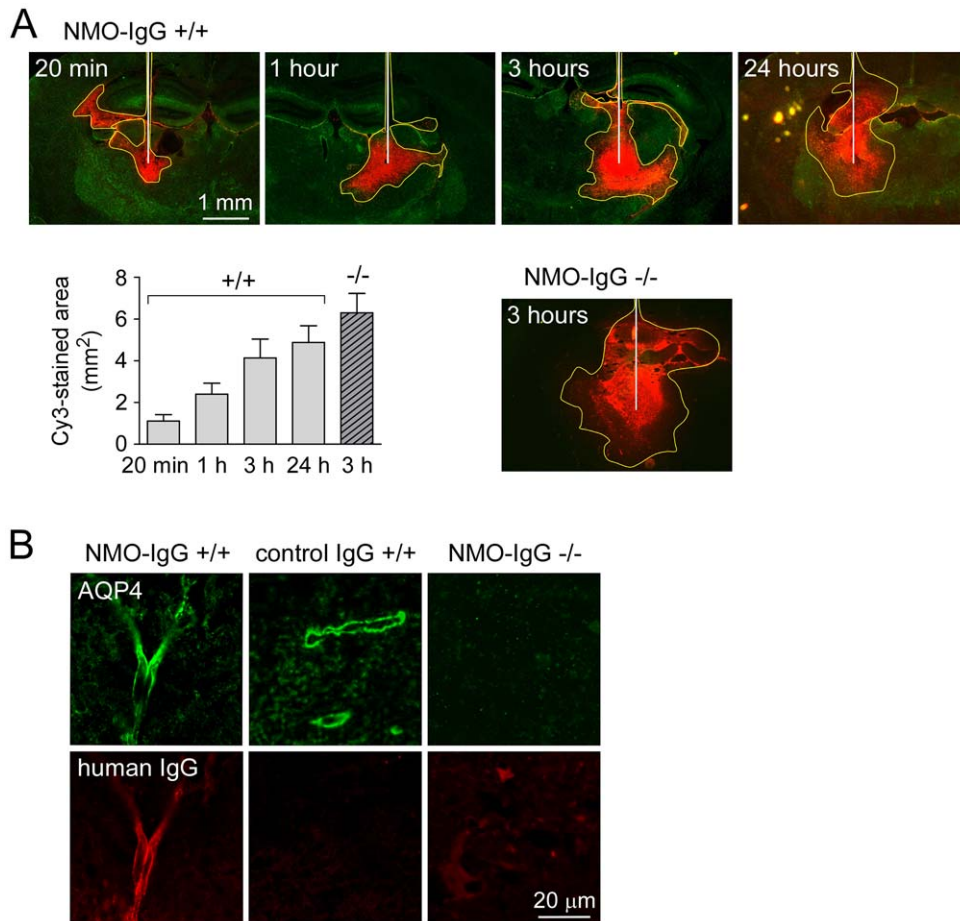 A
NMO-IgG +/+
20 min
1 hour
3 hours
24 hours
1 mm
Cy3-stained area
(mm²)
8
6
4
2
0
+/+
-/-
20 min 1 h 3 h 24 h 3 h
NMO-IgG -/-
3 hours
B
NMO-IgG +/+ control IgG +/+ NMO-IgG -/-
AQP4
human IgG
20 μm